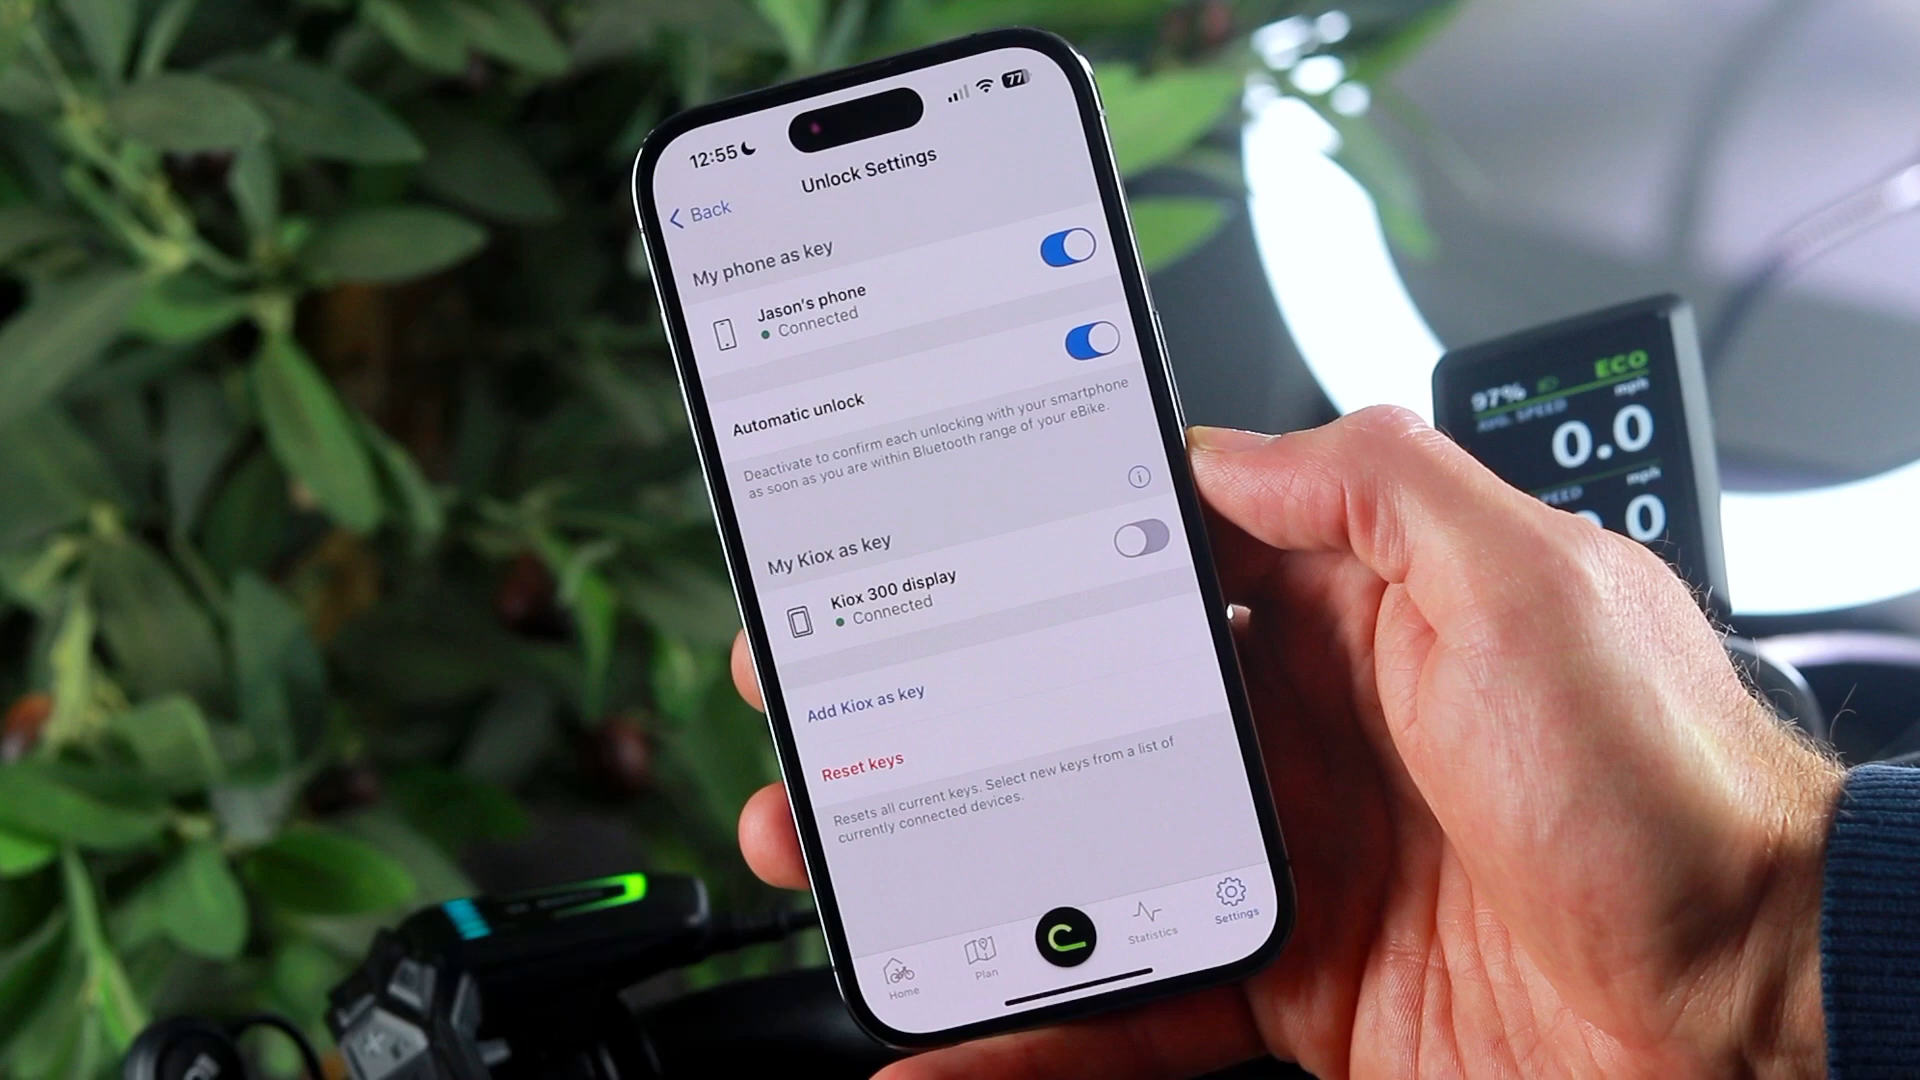 12:55
77
Unlock Settings
Back
My phone as key
Jason's phone
Connected
Automatic unlock
Deactivate to confirm each unlocking with your smartphone
as soon as you are within Bluetooth range of your eBike.
My Kiox as key
Kiox 300 display
Connected
Add Kiox as key
Reset keys
Resets all current keys. Select new keys from a list of
currently connected devices.
Home
Plan
Statistics
Settings
97%
ECO
AVG. SPEED
mph
0.0
mph
0